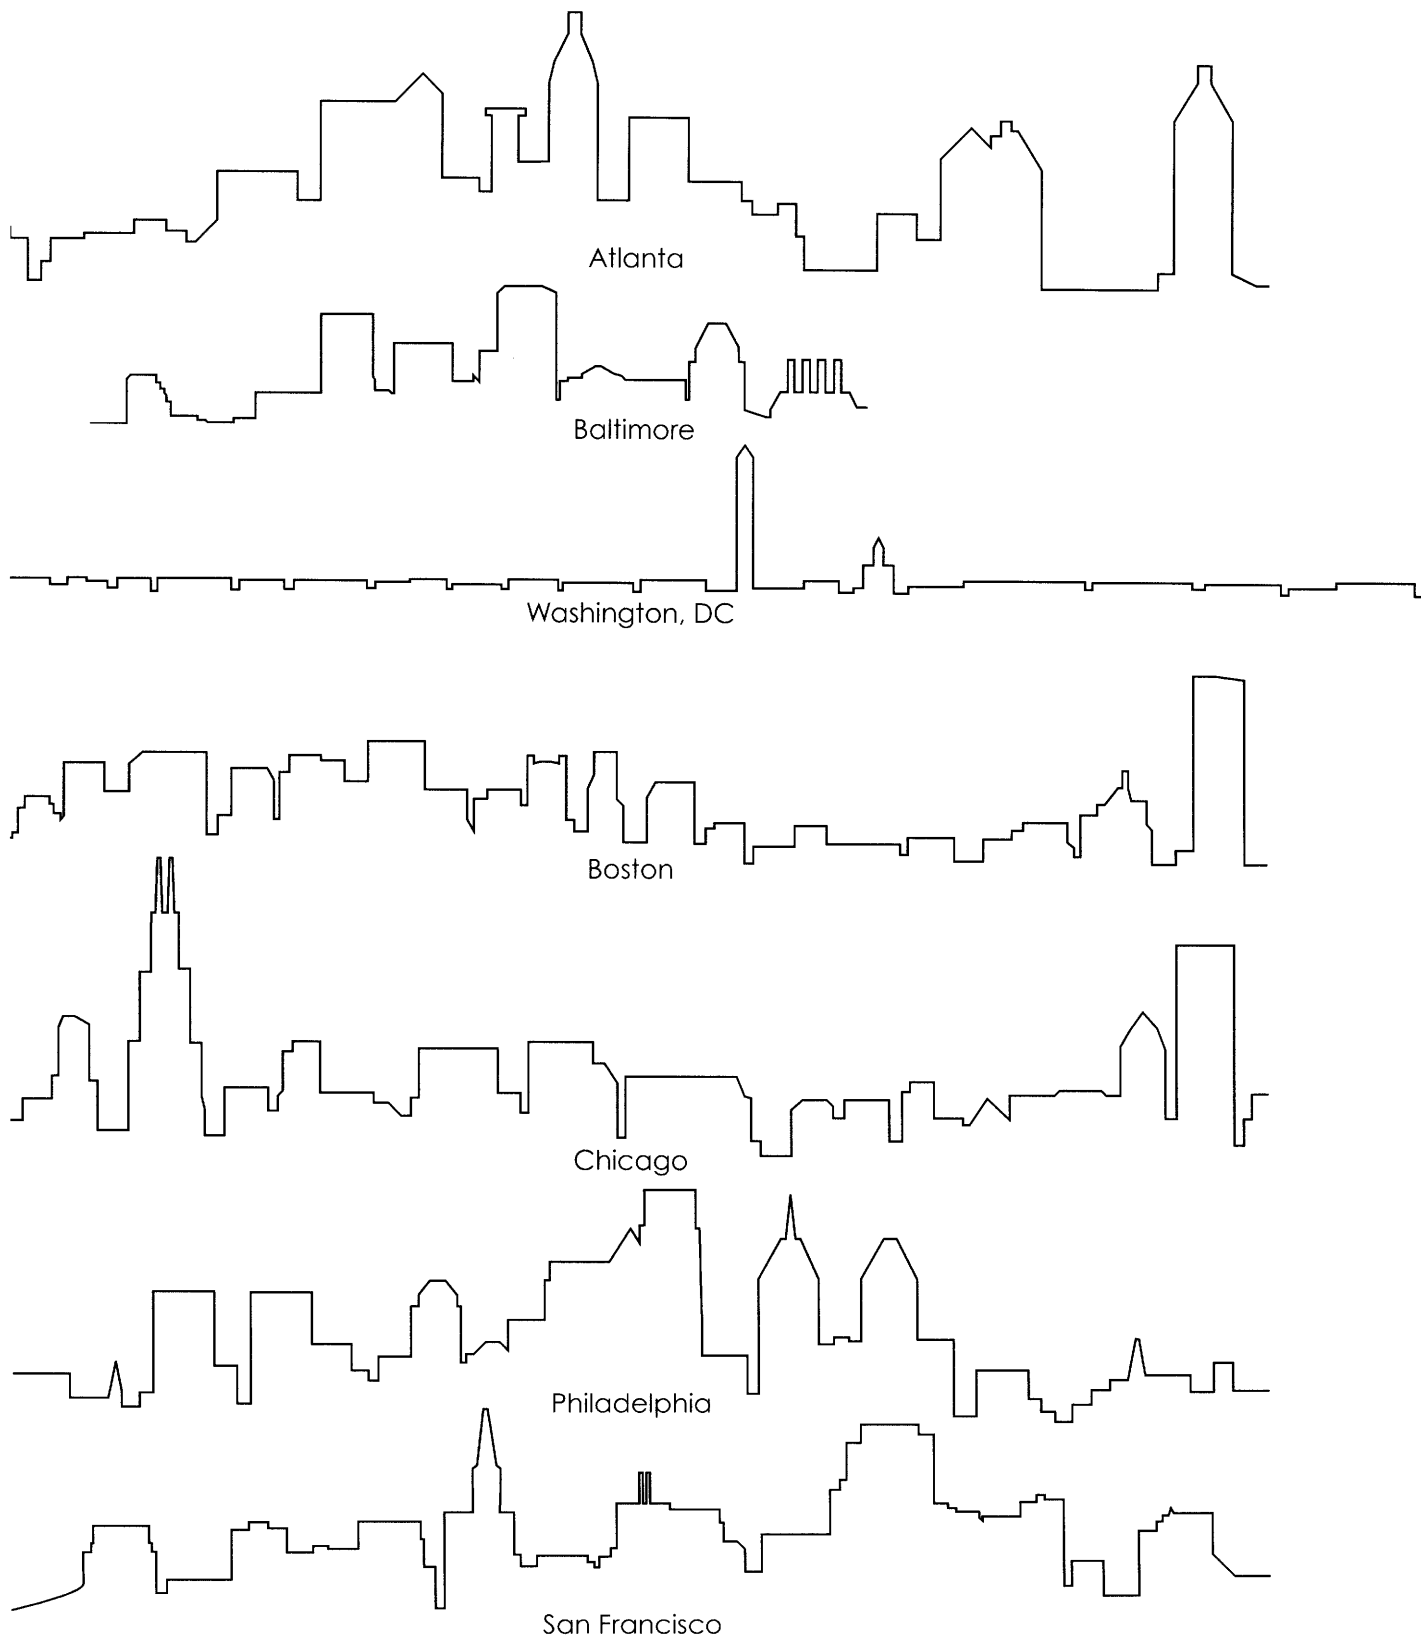 Atlanta
Baltimore
Washington, DC
Boston
Chicago
Philadelphia
San Francisco